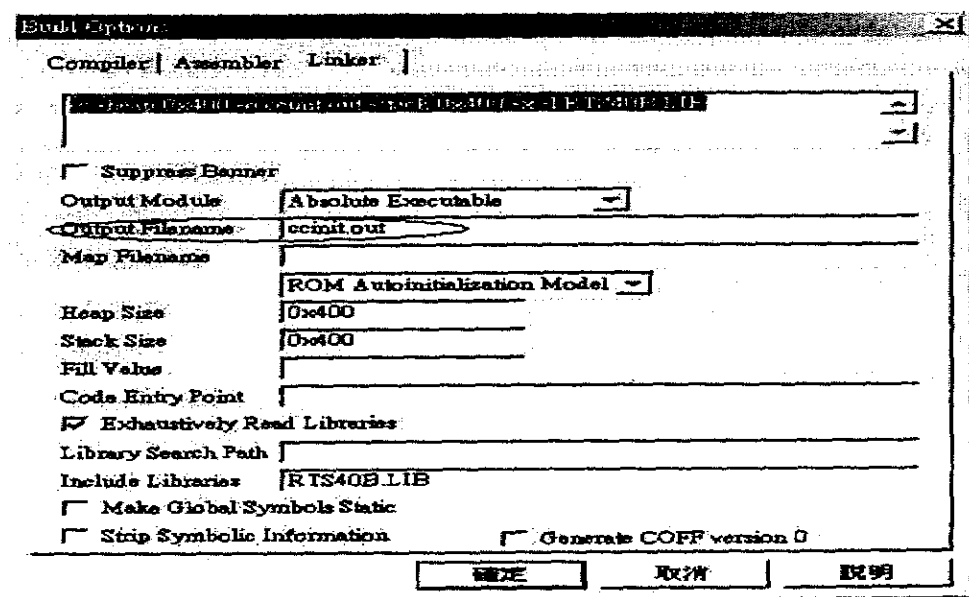 Build Options
Compiler Assembler Linker
Suppress Banner
Output Module Absolute Executable
Output Filename ccinit.out
Map Filename
ROM Autoinitialization Model
Heap Size 0x400
Stack Size 0x400
Fill Value
Code Entry Point
Exhaustively Read Libraries
Library Search Path
Include Libraries RTS40B.LIB
Make Global Symbols Static
Strip Symbolic Information Generate COFF version 0
確定 取消 說明